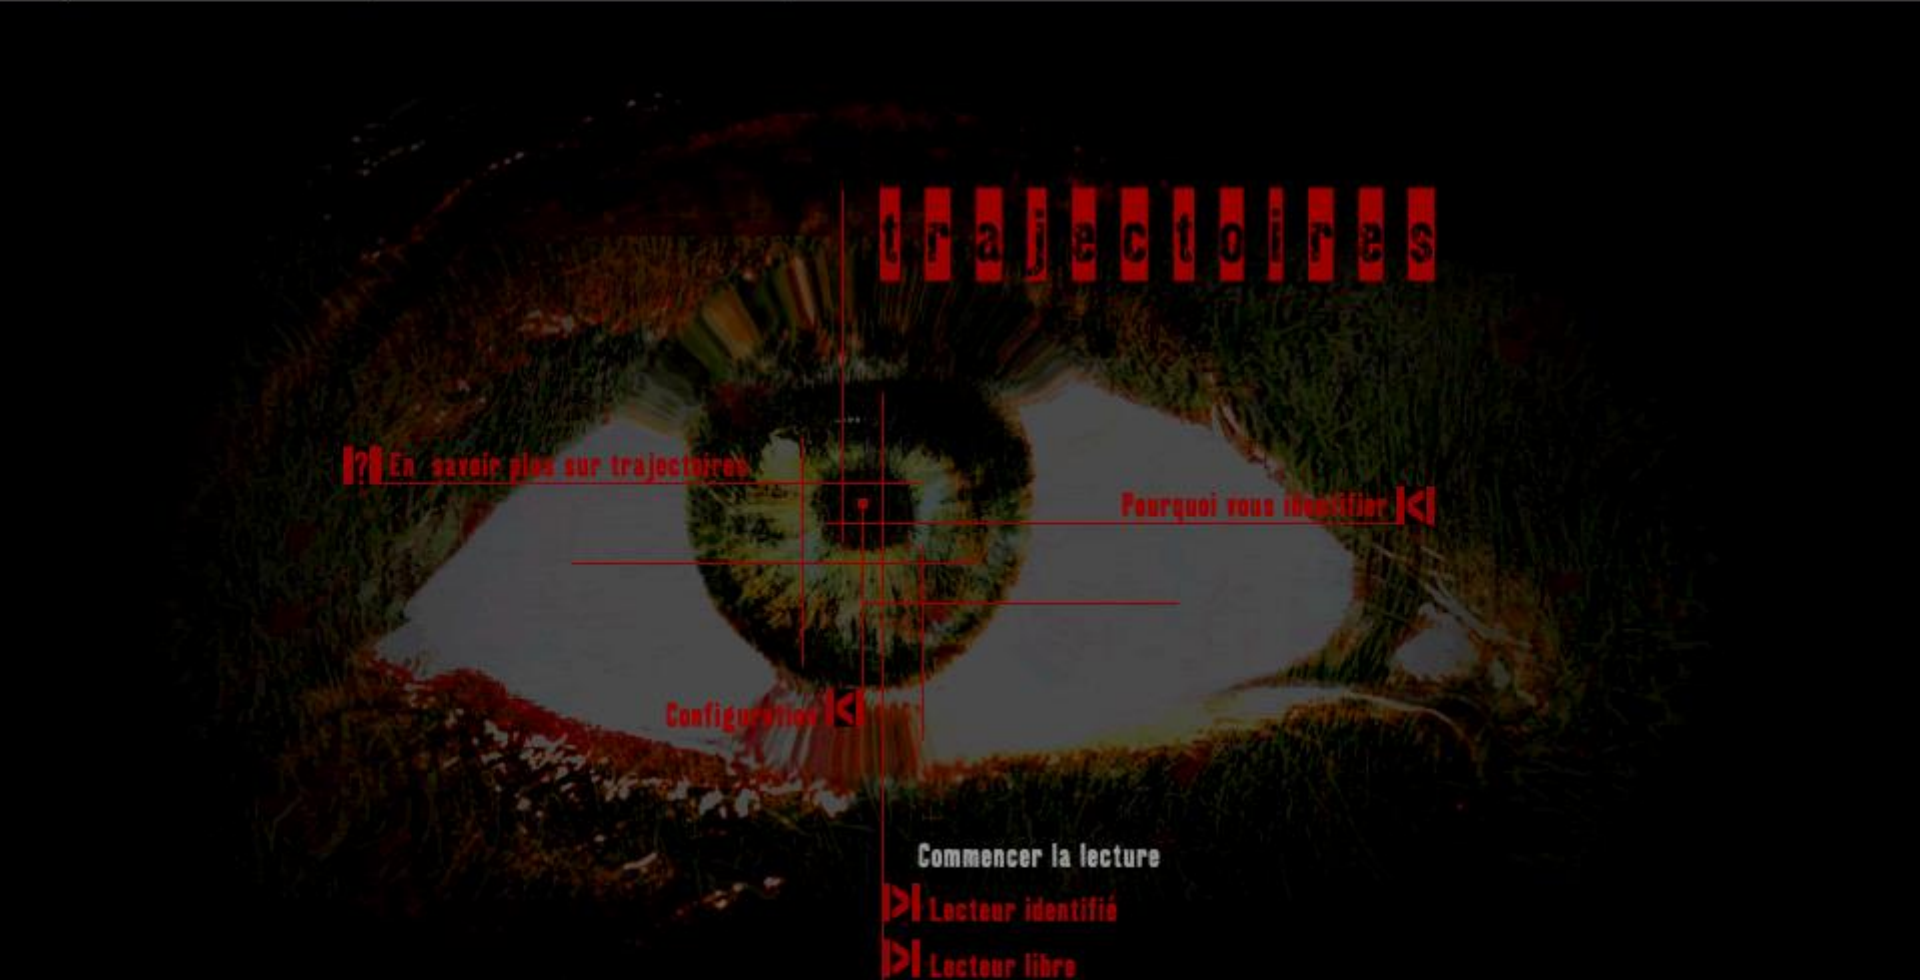 trajectoires
|?| En savoir plus sur trajectoires
Pourquoi vous identifier
Configuration
Commencer la lecture
Lecteur identifié
Lecteur libre